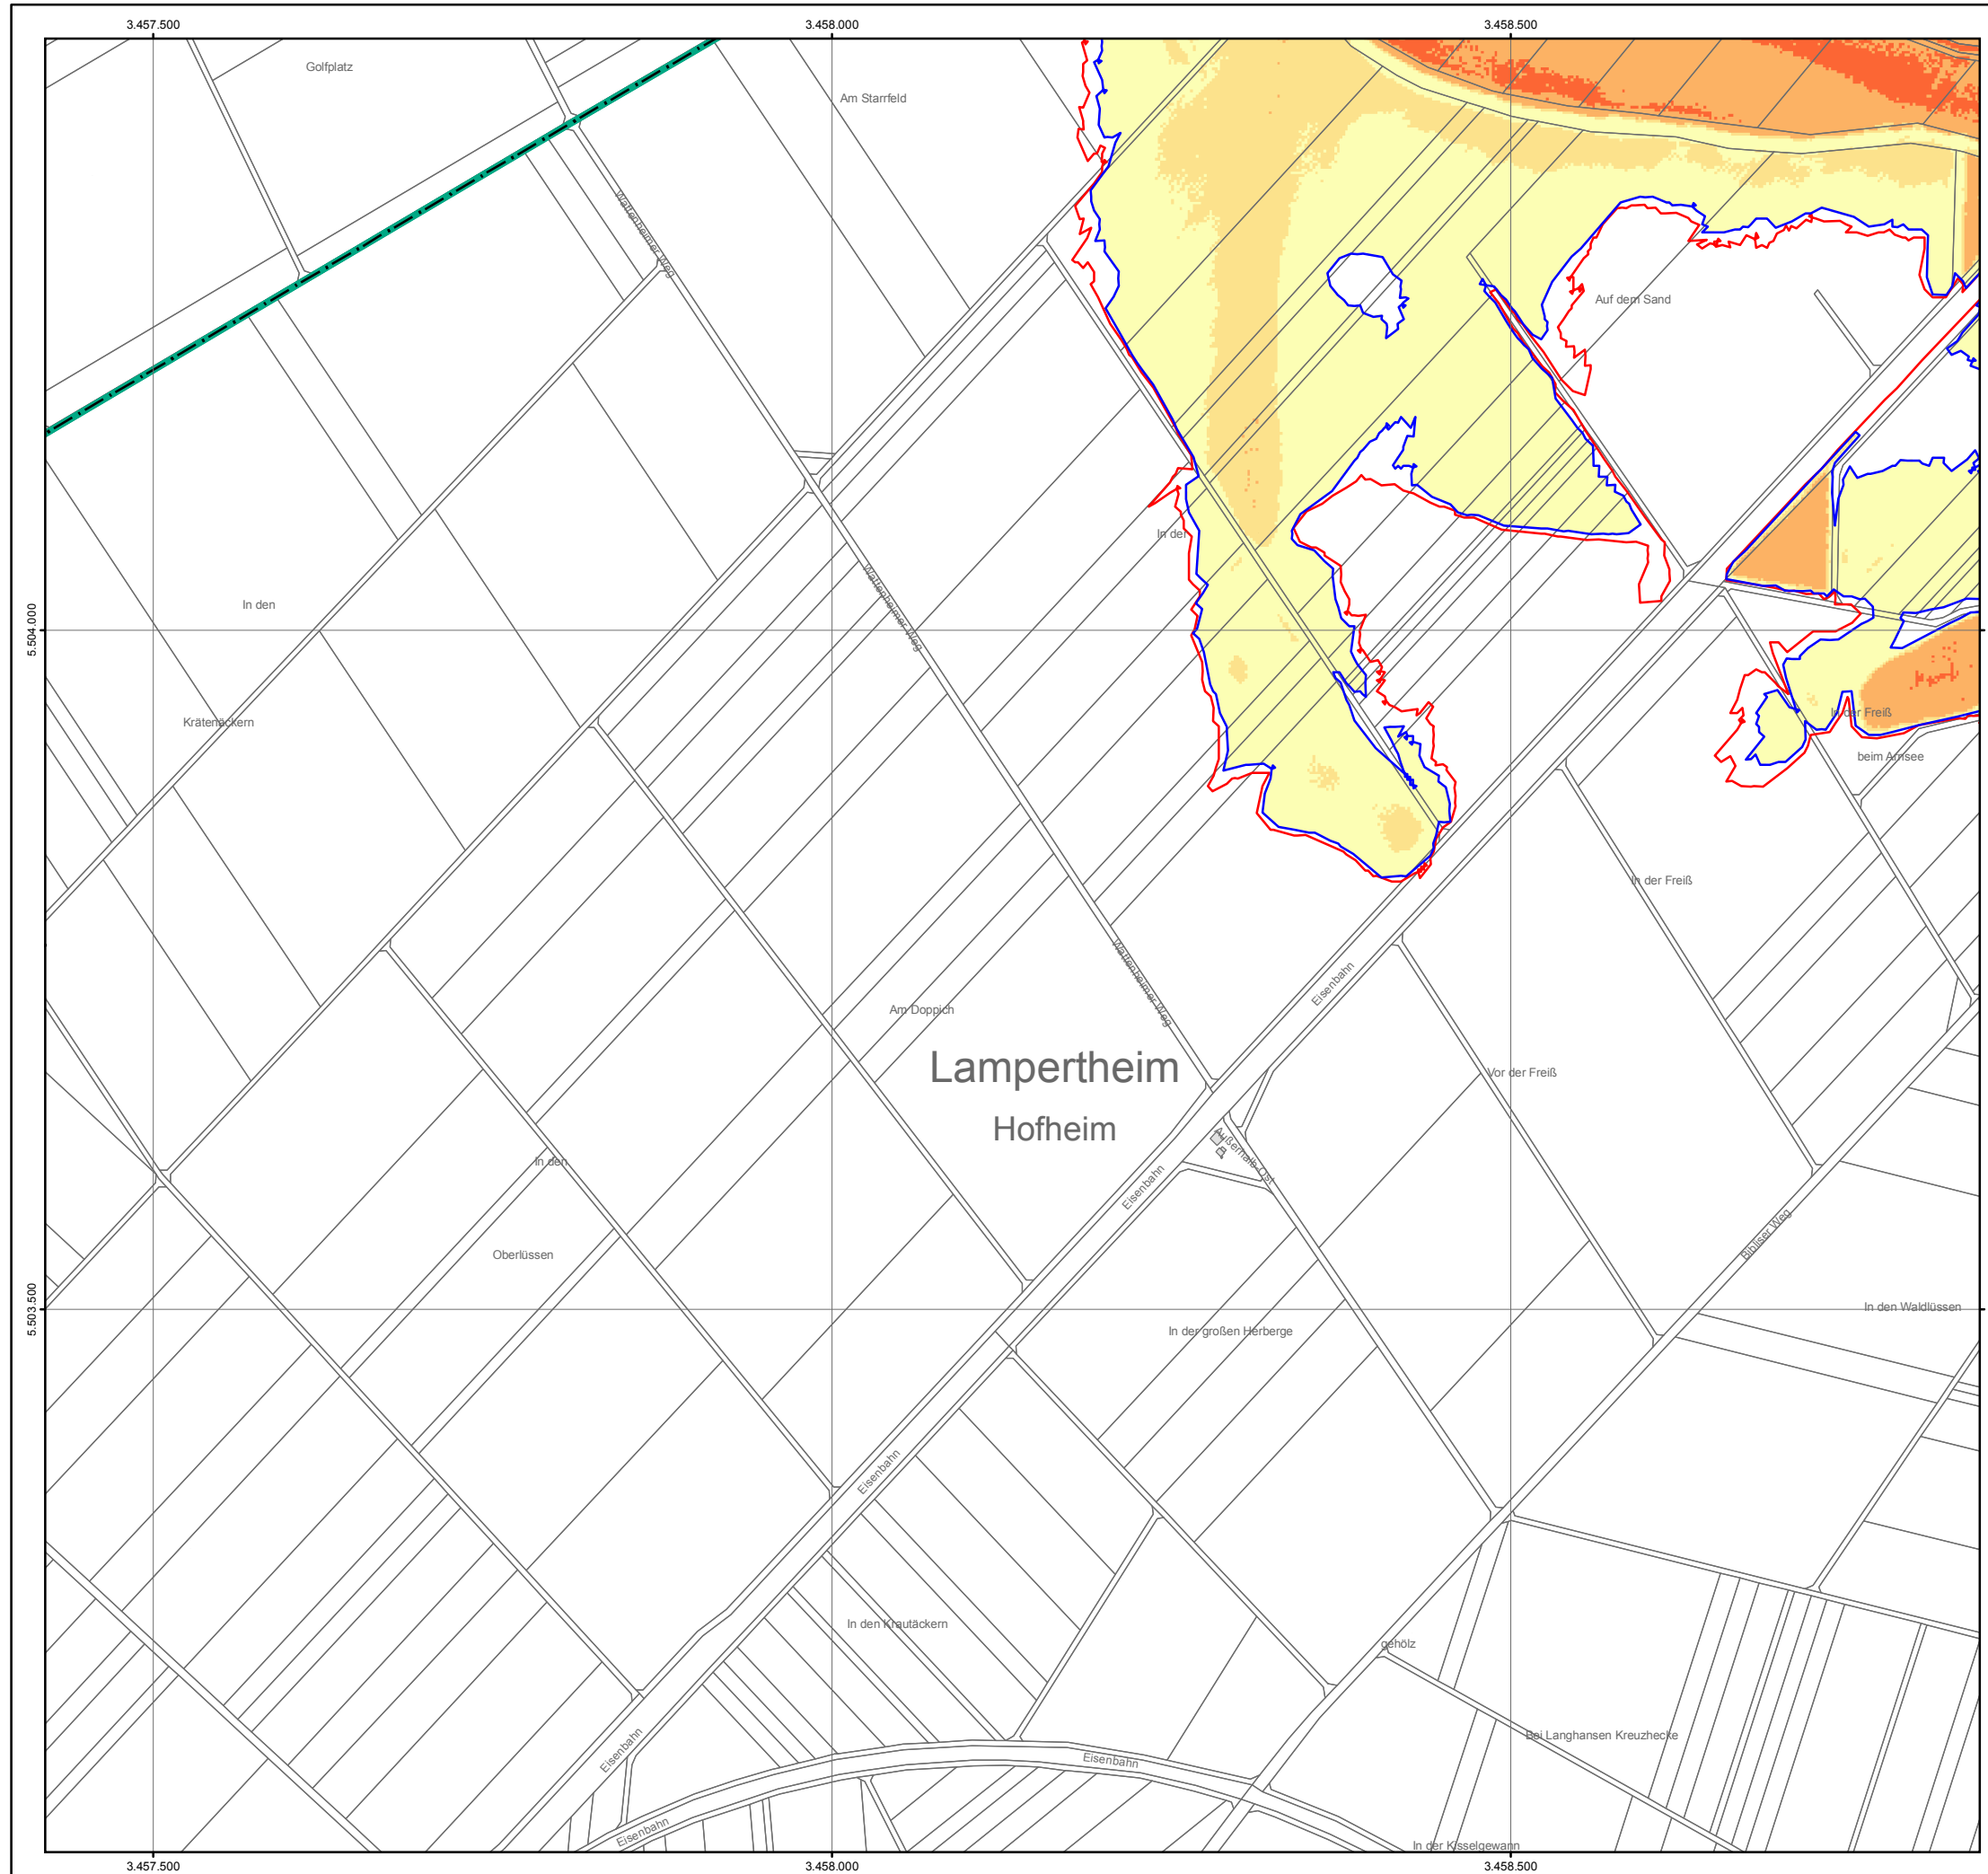 3.457.500
3.458.000
3.458.500
Golfplatz
Am Starrfeld
Wattenheimer Weg
Auf dem Sand
In der
Wattenheimer Weg
In den
5.504.000
Krätenäckern
In der Freiß
beim Amsee
In der Freiß
Wattenheimer Weg
Eisenbahn
Am Doppich
Lampertheim
Vor der Freiß
Hofheim
Außerhalb Ost
In den
Eisenbahn
Bibliser Weg
Oberlüssen
5.503.500
In den Waldlüssen
In der großen Herberge
Eisenbahn
In den Krautäckern
gehölz
Bei Langhansen Kreuzhecke
Eisenbahn
Eisenbahn
Eisenbahn
In der Kisselgewann
3.457.500
3.458.000
3.458.500